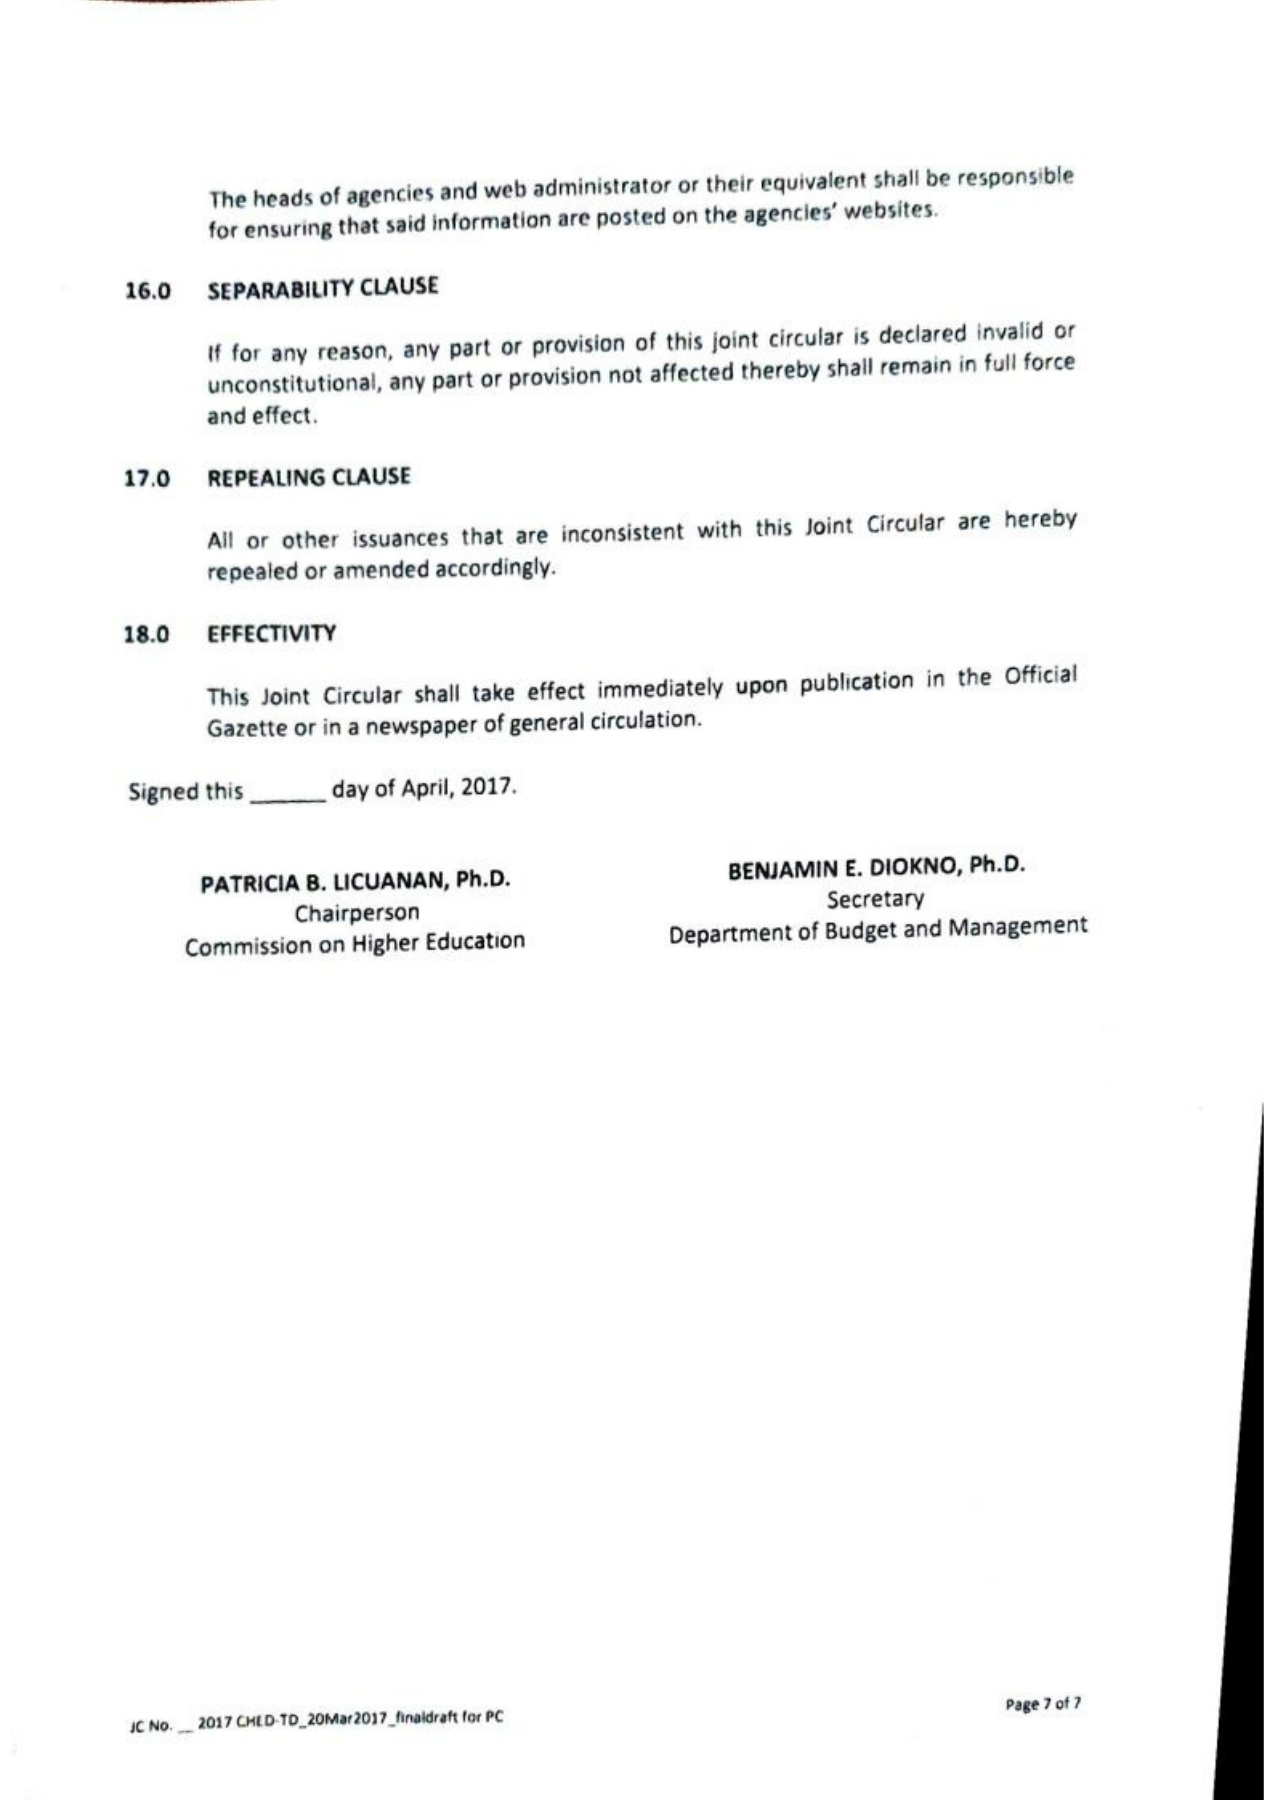 The heads of agencies and web administrator or their equivalent shall be responsible
for ensuring that said information are posted on the agencies' websites.
16.0 SEPARABILITY CLAUSE
If for any reason, any part or provision of this joint circular is declared invalid or
unconstitutional, any part or provision not affected thereby shall remain in full force
and effect.
17.0 REPEALING CLAUSE
All or other issuances that are inconsistent with this Joint Circular are hereby
repealed or amended accordingly.
18.0 EFFECTIVITY
This Joint Circular shall take effect immediately upon publication in the Official
Gazette or in a newspaper of general circulation.
Signed this ______ day of April, 2017.
PATRICIA B. LICUANAN, Ph.D.
Chairperson
Commission on Higher Education
BENJAMIN E. DIOKNO, Ph.D.
Secretary
Department of Budget and Management
JC No. __ 2017 CHED-TD_20Mar2017_finaldraft for PC
Page 7 of 7